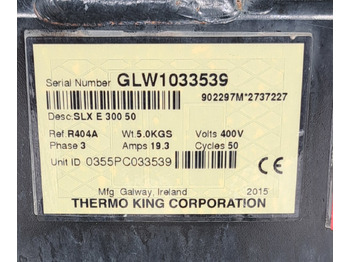 Serial Number GLW1033539
902297M*2737227
Desc: SLX E 300 50
Ref. R404A Wt. 5.0KGS Volts 400V
Phase 3 Amps 19.3 Cycles 50
Unit ID 0355PC033539 CE
Mfg. Galway, Ireland 2015
THERMO KING CORPORATION